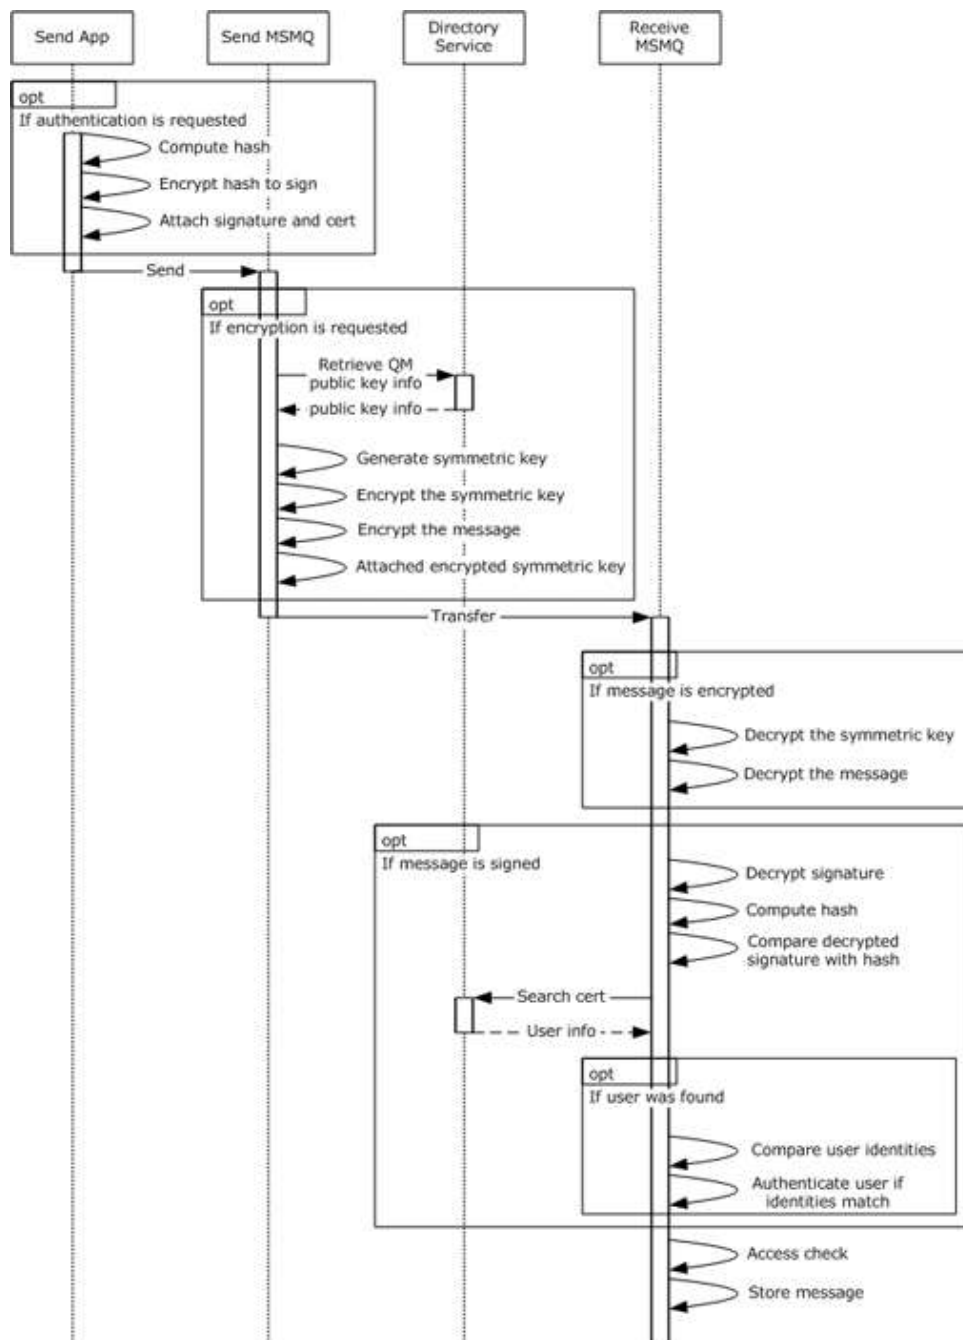 Send App
Send MSMQ
Directory
Service
Receive
MSMQ
opt
If authentication is requested
Compute hash
Encrypt hash to sign
Attach signature and cert
Send
opt
If encryption is requested
Retrieve QM
public key info
public key info
Generate symmetric key
Encrypt the symmetric key
Encrypt the message
Attached encrypted symmetric key
Transfer
opt
If message is encrypted
Decrypt the symmetric key
Decrypt the message
opt
If message is signed
Decrypt signature
Compute hash
Compare decrypted
signature with hash
Search cert
User info
opt
If user was found
Compare user identities
Authenticate user if
identities match
Access check
Store message